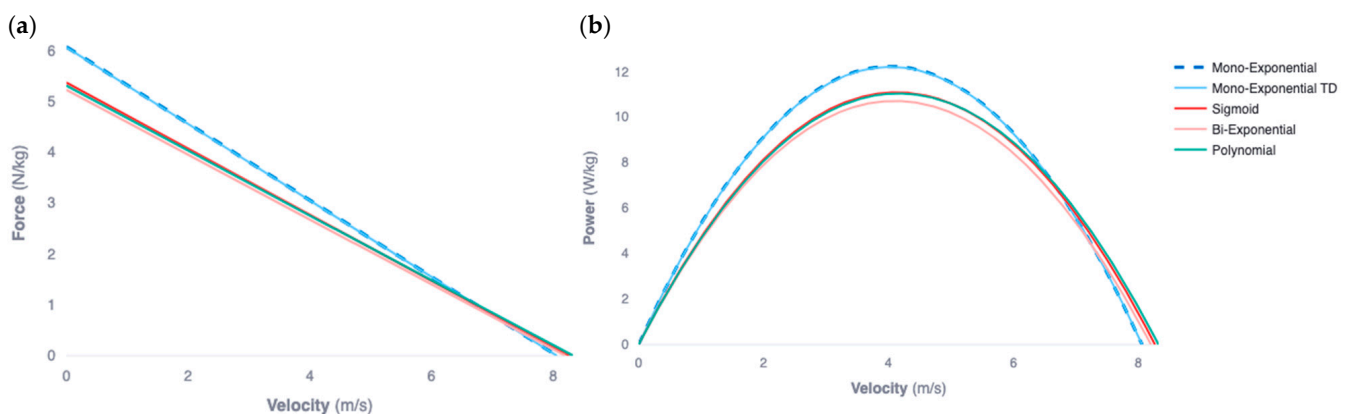 (a)
Force (N/kg)
6
5
4
3
2
1
0
0 2 4 6 8
Velocity (m/s)
(b)
Power (W/kg)
12
10
8
6
4
2
0
0 2 4 6 8
Velocity (m/s)
Mono-Exponential
Mono-Exponential TD
Sigmoid
Bi-Exponential
Polynomial